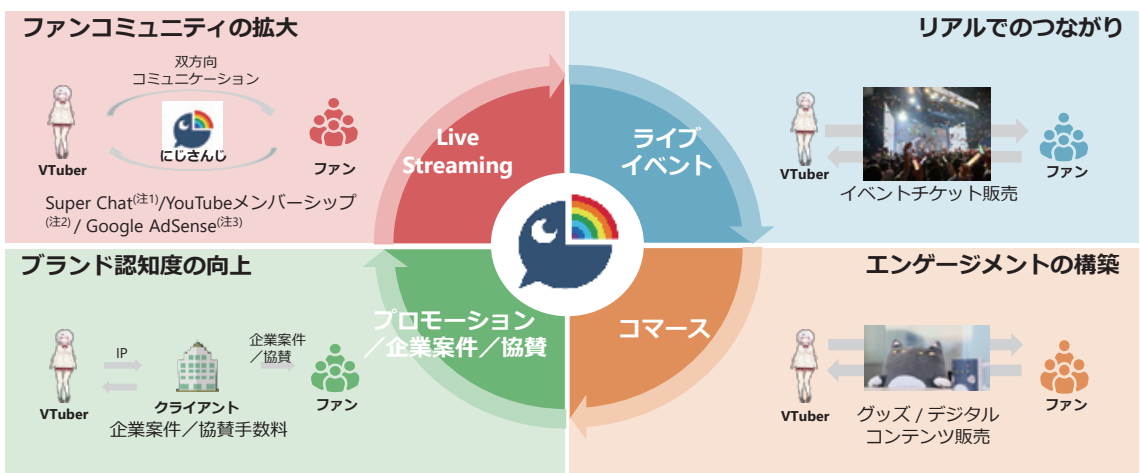 ファンコミュニティの拡大
双方向
コミュニケーション
にじさんじ
VTuber
ファン
Super Chat(注1)/YouTubeメンバーシップ
(注2) / Google AdSense(注3)
Live
Streaming
リアルでのつながり
ライブ
イベント
VTuber
ファン
イベントチケット販売
ブランド認知度の向上
IP
企業案件
／協賛
VTuber
クライアント
ファン
企業案件／協賛手数料
プロモーション
／企業案件／協賛
エンゲージメントの構築
コマース
VTuber
ファン
グッズ / デジタル
コンテンツ販売